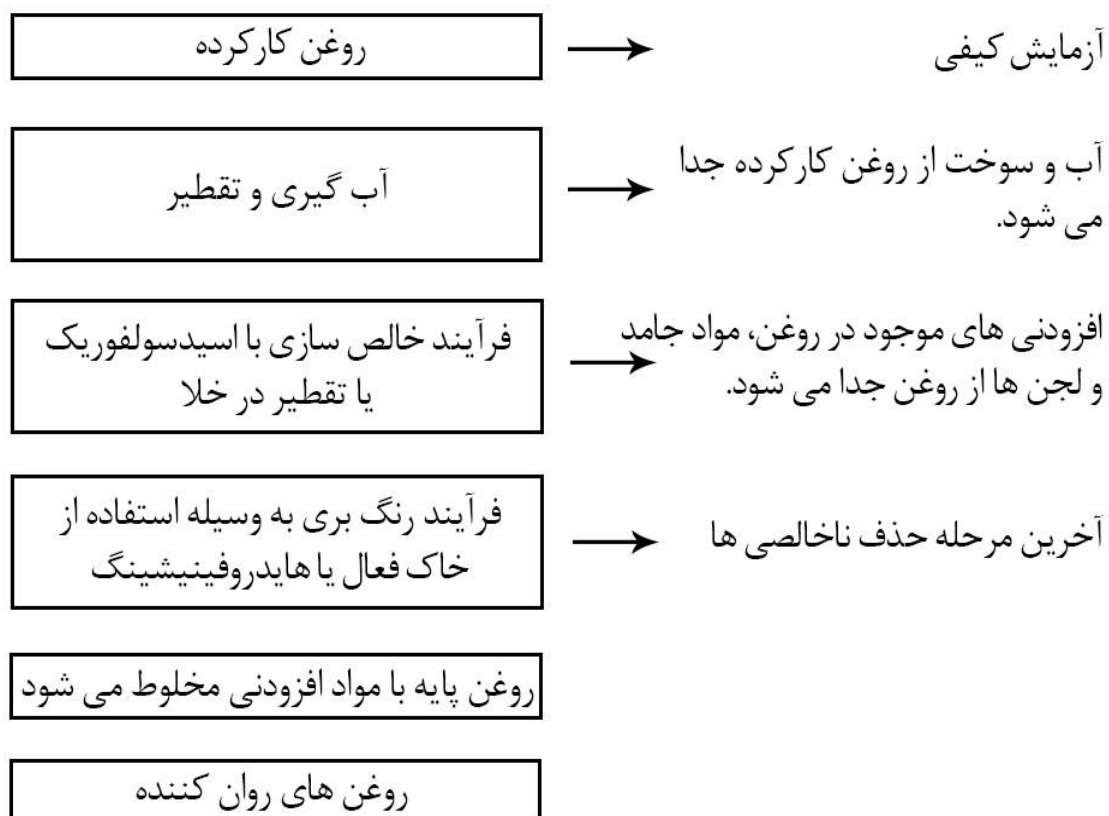 روغن کارکرده
آزمایش کیفی
آب گیری و تقطیر
آب و سوخت از روغن کارکرده جدا
می شود.
فرآیند خالص سازی با اسیدسولفوریک
یا تقطیر در خلا
افزودنی های موجود در روغن، مواد جامد
و لجن ها از روغن جدا می شود.
فرآیند رنگ بری به وسیله استفاده از
خاک فعال یا هایدروفینیشینگ
آخرین مرحله حذف ناخالصی ها
روغن پایه با مواد افزودنی مخلوط می شود
روغن های روان کننده